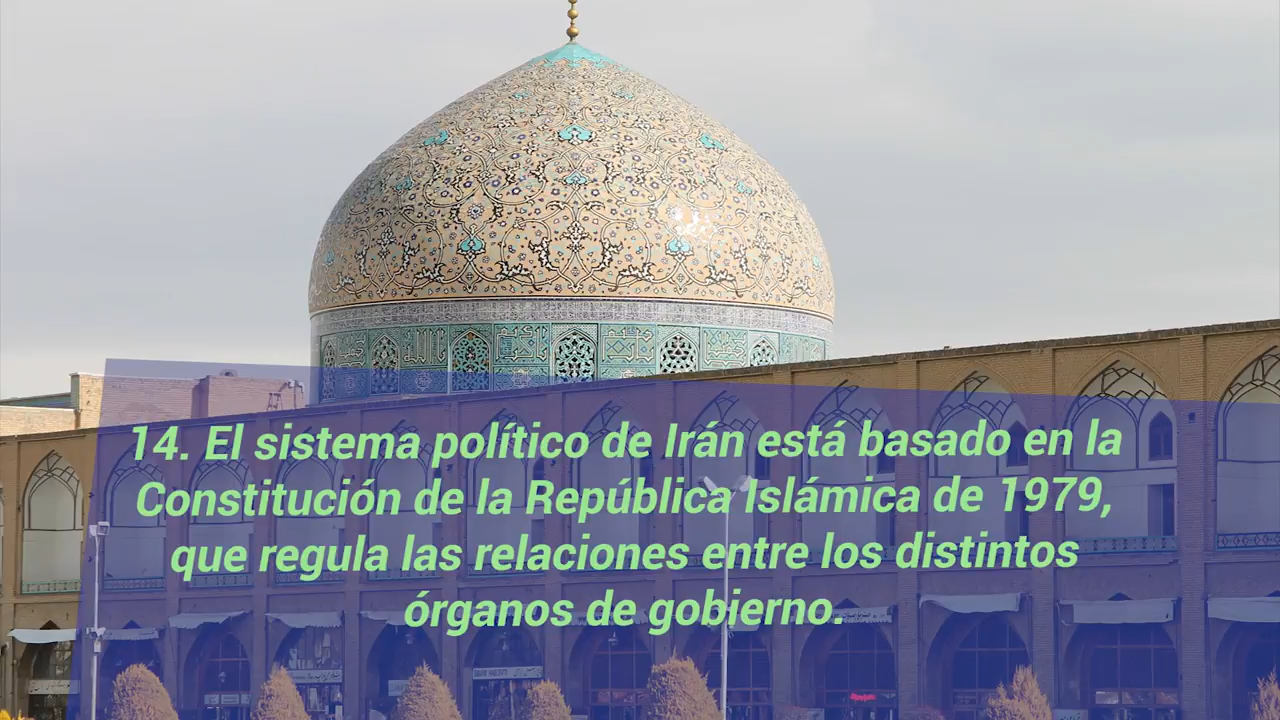 14. El sistema político de Irán está basado en la
Constitución de la República Islámica de 1979,
que regula las relaciones entre los distintos
órganos de gobierno.